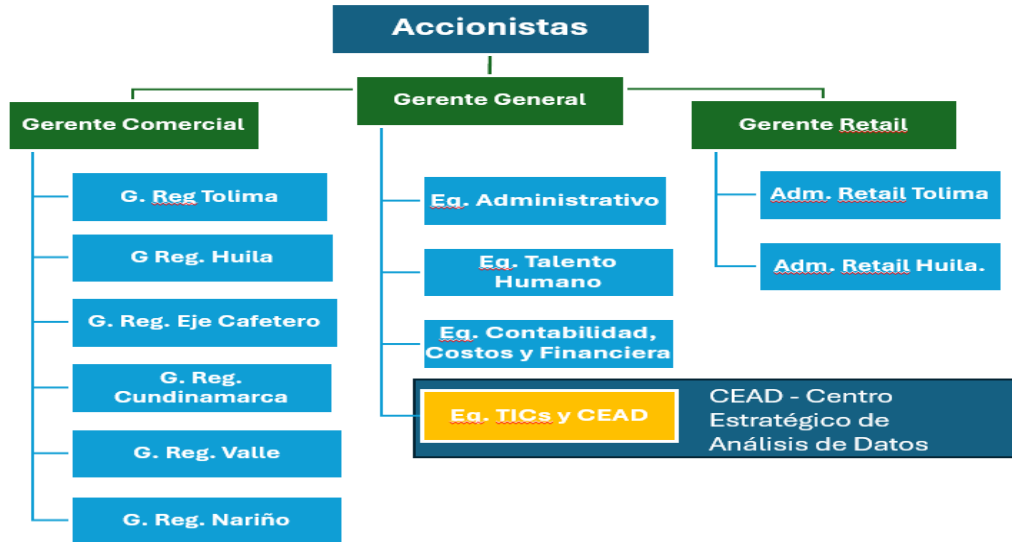 Accionistas
Gerente General
Gerente Comercial
Gerente Retail
G. Reg Tolima
G Reg. Huila
G. Reg. Eje Cafetero
G. Reg.
Cundinamarca
G. Reg. Valle
G. Reg. Nariño
Eq. Administrativo
Eq. Talento
Humano
Eq. Contabilidad,
Costos y Financiera
Eq. TICs y CEAD
CEAD - Centro
Estratégico de
Análisis de Datos
Adm. Retail Tolima
Adm. Retail Huila.